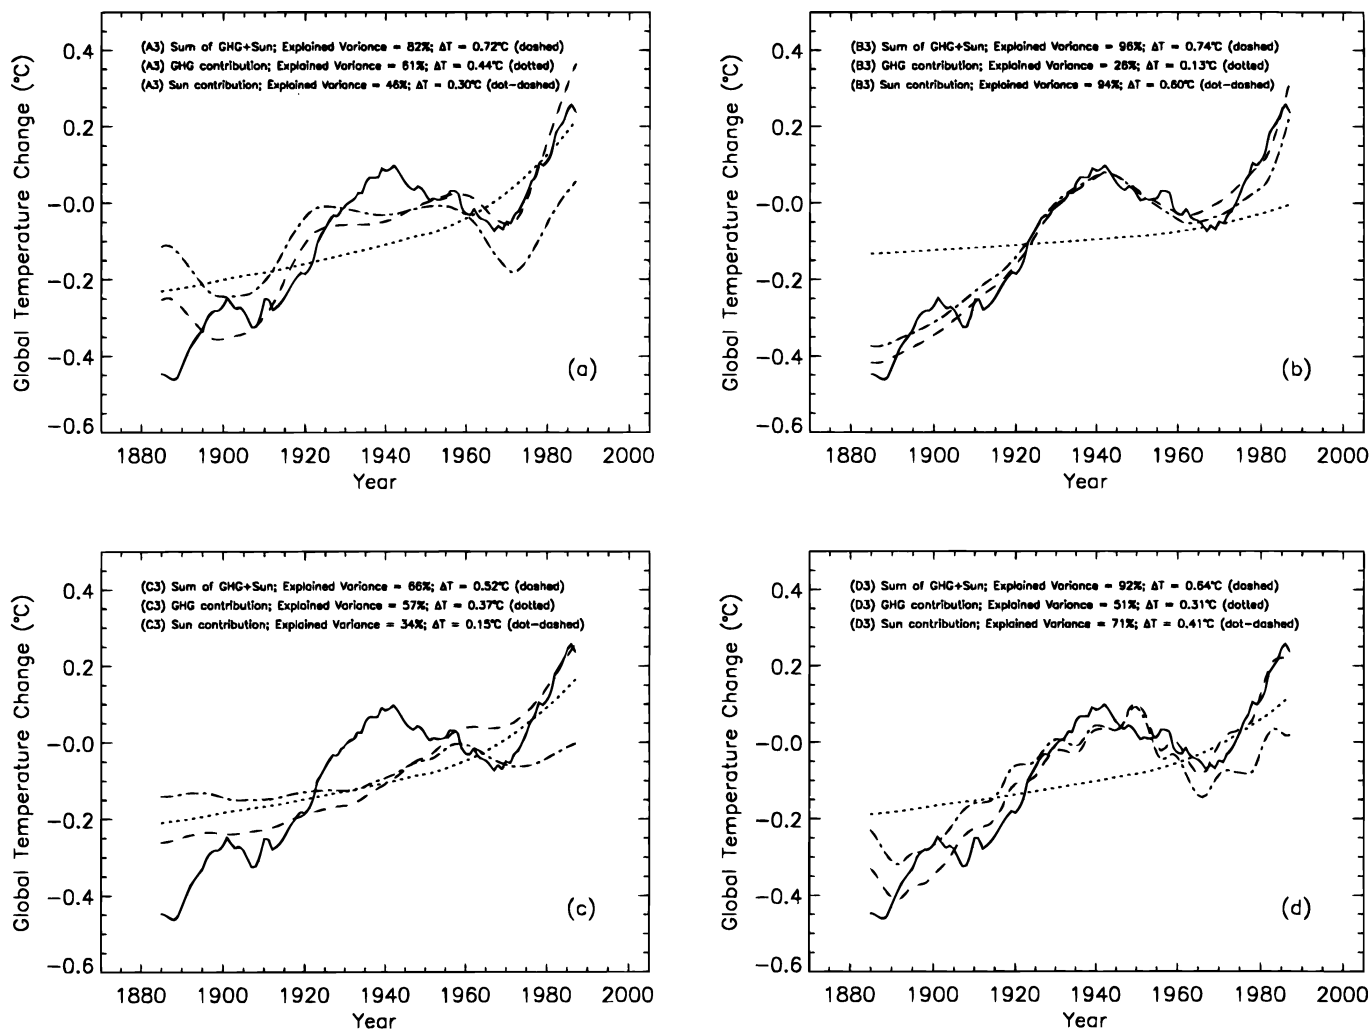 (A3) Sum of GHG+Sun; Explained Variance = 82%; ΔT = 0.72°C (dashed)
(A3) GHG contribution; Explained Variance = 61%; ΔT = 0.44°C (dotted)
(A3) Sun contribution; Explained Variance = 46%; ΔT = 0.30°C (dot-dashed)
Global Temperature Change (°C)
0.4
0.2
-0.0
-0.2
-0.4
-0.6
(a)
1880 1900 1920 1940 1960 1980 2000
Year
(B3) Sum of GHG+Sun; Explained Variance = 96%; ΔT = 0.74°C (dashed)
(B3) GHG contribution; Explained Variance = 26%; ΔT = 0.13°C (dotted)
(B3) Sun contribution; Explained Variance = 94%; ΔT = 0.60°C (dot-dashed)
Global Temperature Change (°C)
0.4
0.2
-0.0
-0.2
-0.4
-0.6
(b)
1880 1900 1920 1940 1960 1980 2000
Year
(C3) Sum of GHG+Sun; Explained Variance = 66%; ΔT = 0.52°C (dashed)
(C3) GHG contribution; Explained Variance = 57%; ΔT = 0.37°C (dotted)
(C3) Sun contribution; Explained Variance = 34%; ΔT = 0.15°C (dot-dashed)
Global Temperature Change (°C)
0.4
0.2
-0.0
-0.2
-0.4
-0.6
(c)
1880 1900 1920 1940 1960 1980 2000
Year
(D3) Sum of GHG+Sun; Explained Variance = 92%; ΔT = 0.64°C (dashed)
(D3) GHG contribution; Explained Variance = 51%; ΔT = 0.31°C (dotted)
(D3) Sun contribution; Explained Variance = 71%; ΔT = 0.41°C (dot-dashed)
Global Temperature Change (°C)
0.4
0.2
-0.0
-0.2
-0.4
-0.6
(d)
1880 1900 1920 1940 1960 1980 2000
Year